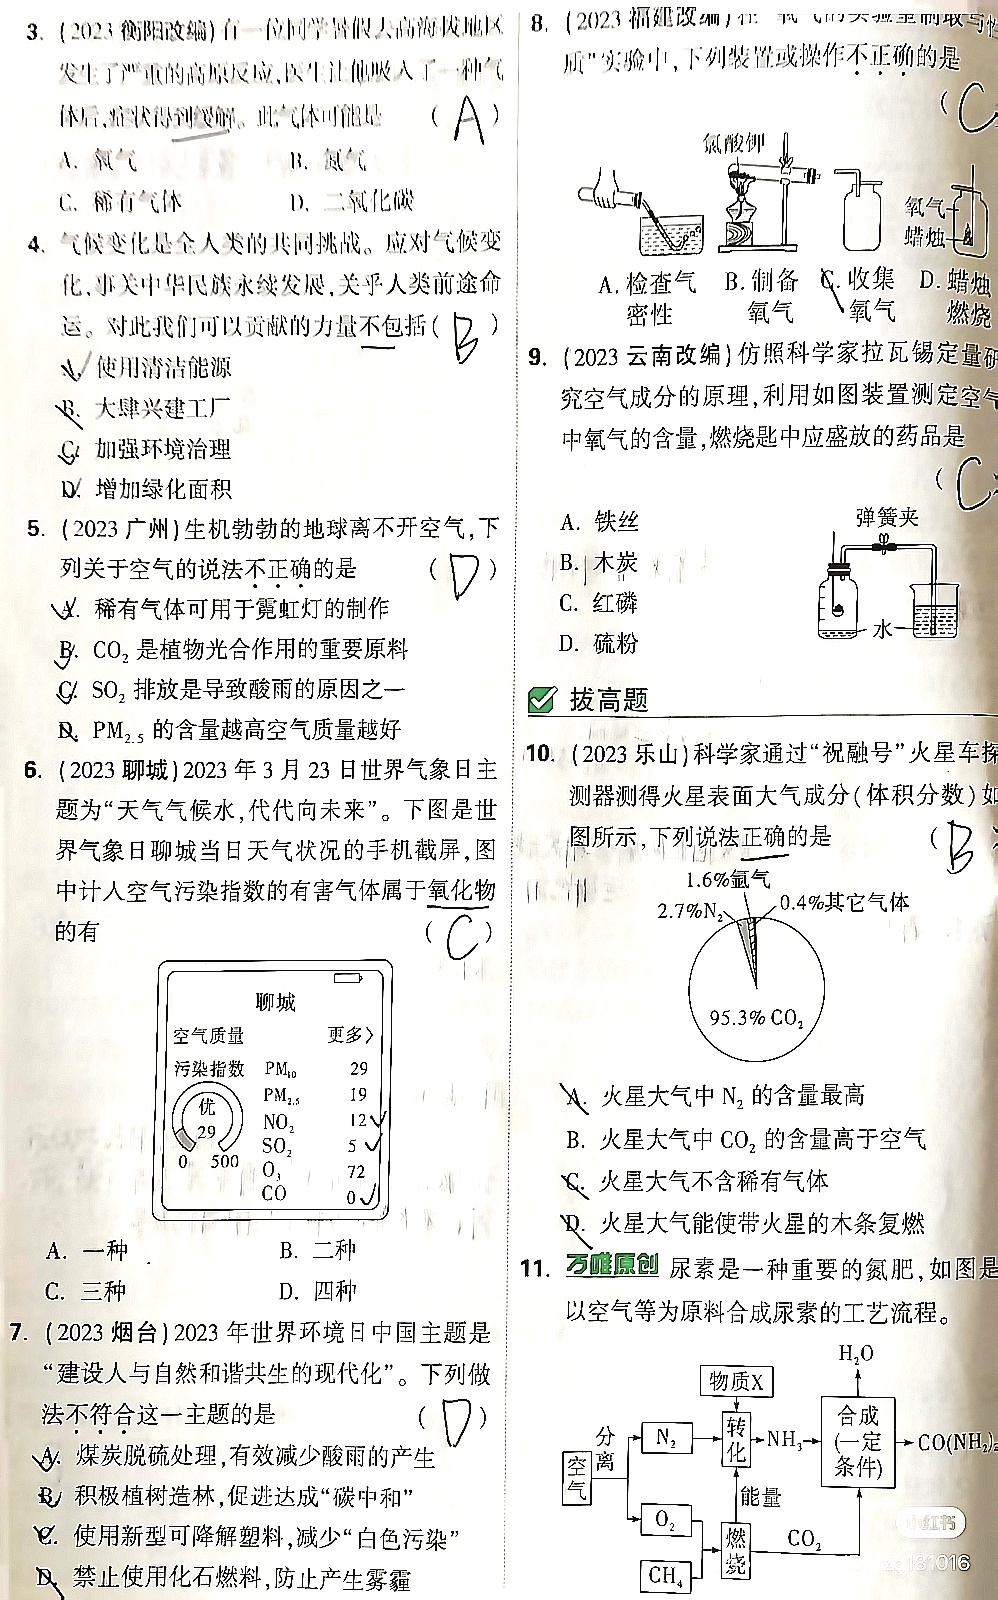 3. (2023 衡阳改编)有一位同学暑假去高海拔地区
发生了严重的高原反应,医生让他吸入了一种气
体后,症状得到缓解。此气体可能是 ( A )
A. 氧气 B. 氮气
C. 稀有气体 D. 二氧化碳
4. 气候变化是全人类的共同挑战。应对气候变
化,事关中华民族永续发展,关乎人类前途命
运。对此我们可以贡献的力量不包括( B )
A. 使用清洁能源
B. 大肆兴建工厂
C. 加强环境治理
D. 增加绿化面积
5. (2023 广州)生机勃勃的地球离不开空气,下
列关于空气的说法不正确的是 ( D )
A. 稀有气体可用于霓虹灯的制作
B. CO₂ 是植物光合作用的重要原料
C. SO₂ 排放是导致酸雨的原因之一
D. PM₂.₅ 的含量越高空气质量越好
6. (2023 聊城)2023 年 3 月 23 日世界气象日主
题为“天气气候水,代代向未来”。下图是世
界气象日聊城当日天气状况的手机截屏,图
中计入空气污染指数的有害气体属于氧化物
的有 ( C )
聊城
空气质量 更多〉
污染指数 PM₁₀ 29
PM₂.₅ 19
优 NO₂ 12
29 SO₂ 5
0 500 O₃ 72
CO 0
A. 一种 B. 二种
C. 三种 D. 四种
7. (2023 烟台)2023 年世界环境日中国主题是
“建设人与自然和谐共生的现代化”。下列做
法不符合这一主题的是 ( D )
A. 煤炭脱硫处理,有效减少酸雨的产生
B. 积极植树造林,促进达成“碳中和”
C. 使用新型可降解塑料,减少“白色污染”
D. 禁止使用化石燃料,防止产生雾霾
8. (2023 福建改编)在“氧气的实验室制取与性
质”实验中,下列装置或操作不正确的是
( C
氯酸钾
氧气
蜡烛
A. 检查气 B. 制备 C. 收集 D. 蜡烛
密性 氧气 氧气 燃烧
9. (2023 云南改编)仿照科学家拉瓦锡定量研
究空气成分的原理,利用如图装置测定空气
中氧气的含量,燃烧匙中应盛放的药品是
( C
A. 铁丝 弹簧夹
B. 木炭
C. 红磷
水
D. 硫粉
拔高题
10. (2023 乐山)科学家通过“祝融号”火星车探
测器测得火星表面大气成分(体积分数)如
图所示,下列说法正确的是 ( B
1.6%氩气
2.7%N₂ 0.4%其它气体
95.3% CO₂
A. 火星大气中 N₂ 的含量最高
B. 火星大气中 CO₂ 的含量高于空气
C. 火星大气不含稀有气体
D. 火星大气能使带火星的木条复燃
11. 万唯原创 尿素是一种重要的氮肥,如图是
以空气等为原料合成尿素的工艺流程。
H₂O
物质X
空气 分离 N₂ 转化 NH₃ 合成(一定条件) CO(NH₂)₂
能量
O₂ 燃烧 CO₂
CH₄
小红书
181016